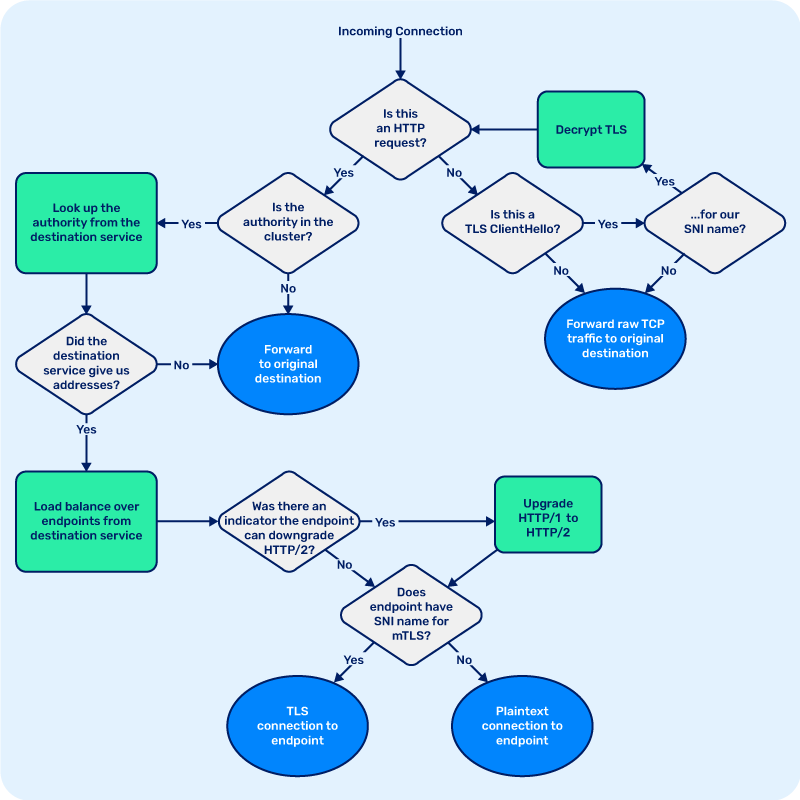 Incoming Connection
Is this
an HTTP
request?
Decrypt TLS
Yes
No
Yes
Look up the
authority from the
destination service
Yes
Is the
authority in the
cluster?
Is this a
TLS ClientHello?
Yes
...for our
SNI name?
No
No
No
Did the
destination
service give us
addresses?
No
Forward
to original
destination
Forward raw TCP
traffic to original
destination
Yes
Load balance over
endpoints from
destination service
Was there an
indicator the endpoint
can downgrade
HTTP/2?
Yes
Upgrade
HTTP/1 to
HTTP/2
No
Does
endpoint have
SNI name for
mTLS?
Yes
No
TLS
connection to
endpoint
Plaintext
connection to
endpoint